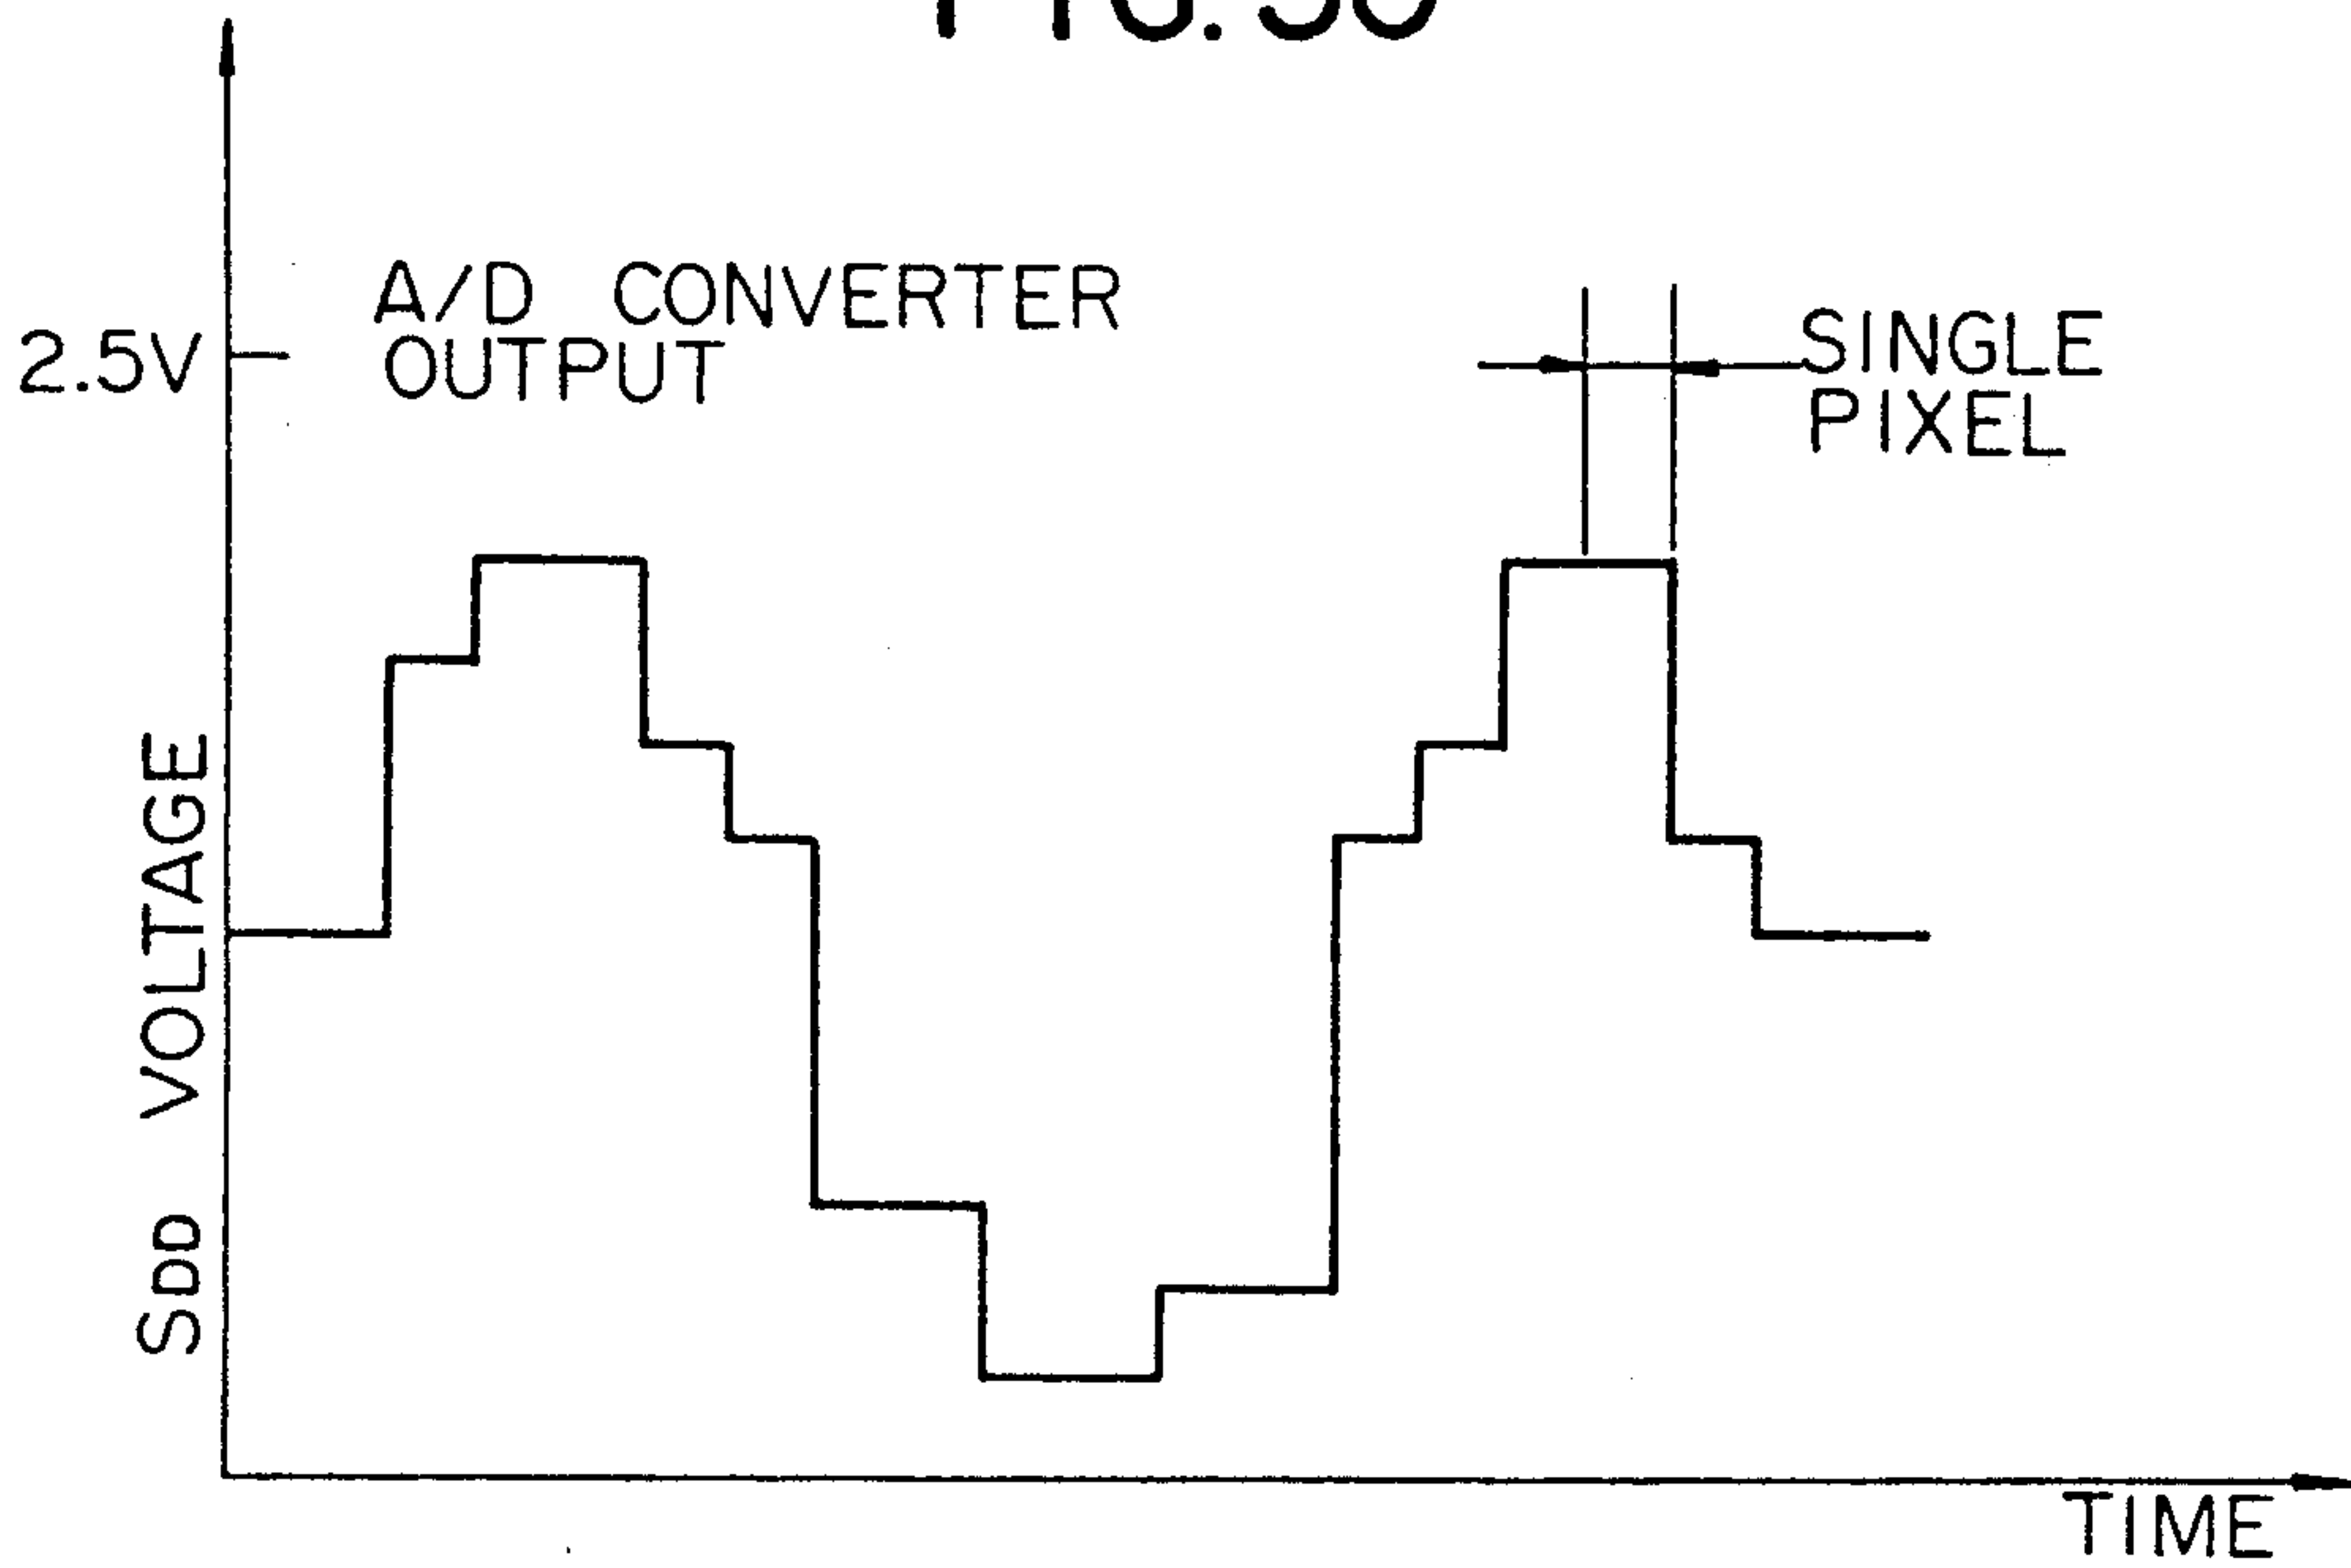 A/D CONVERTER
OUTPUT
2.5V
SINGLE
PIXEL
SDD VOLTAGE
TIME